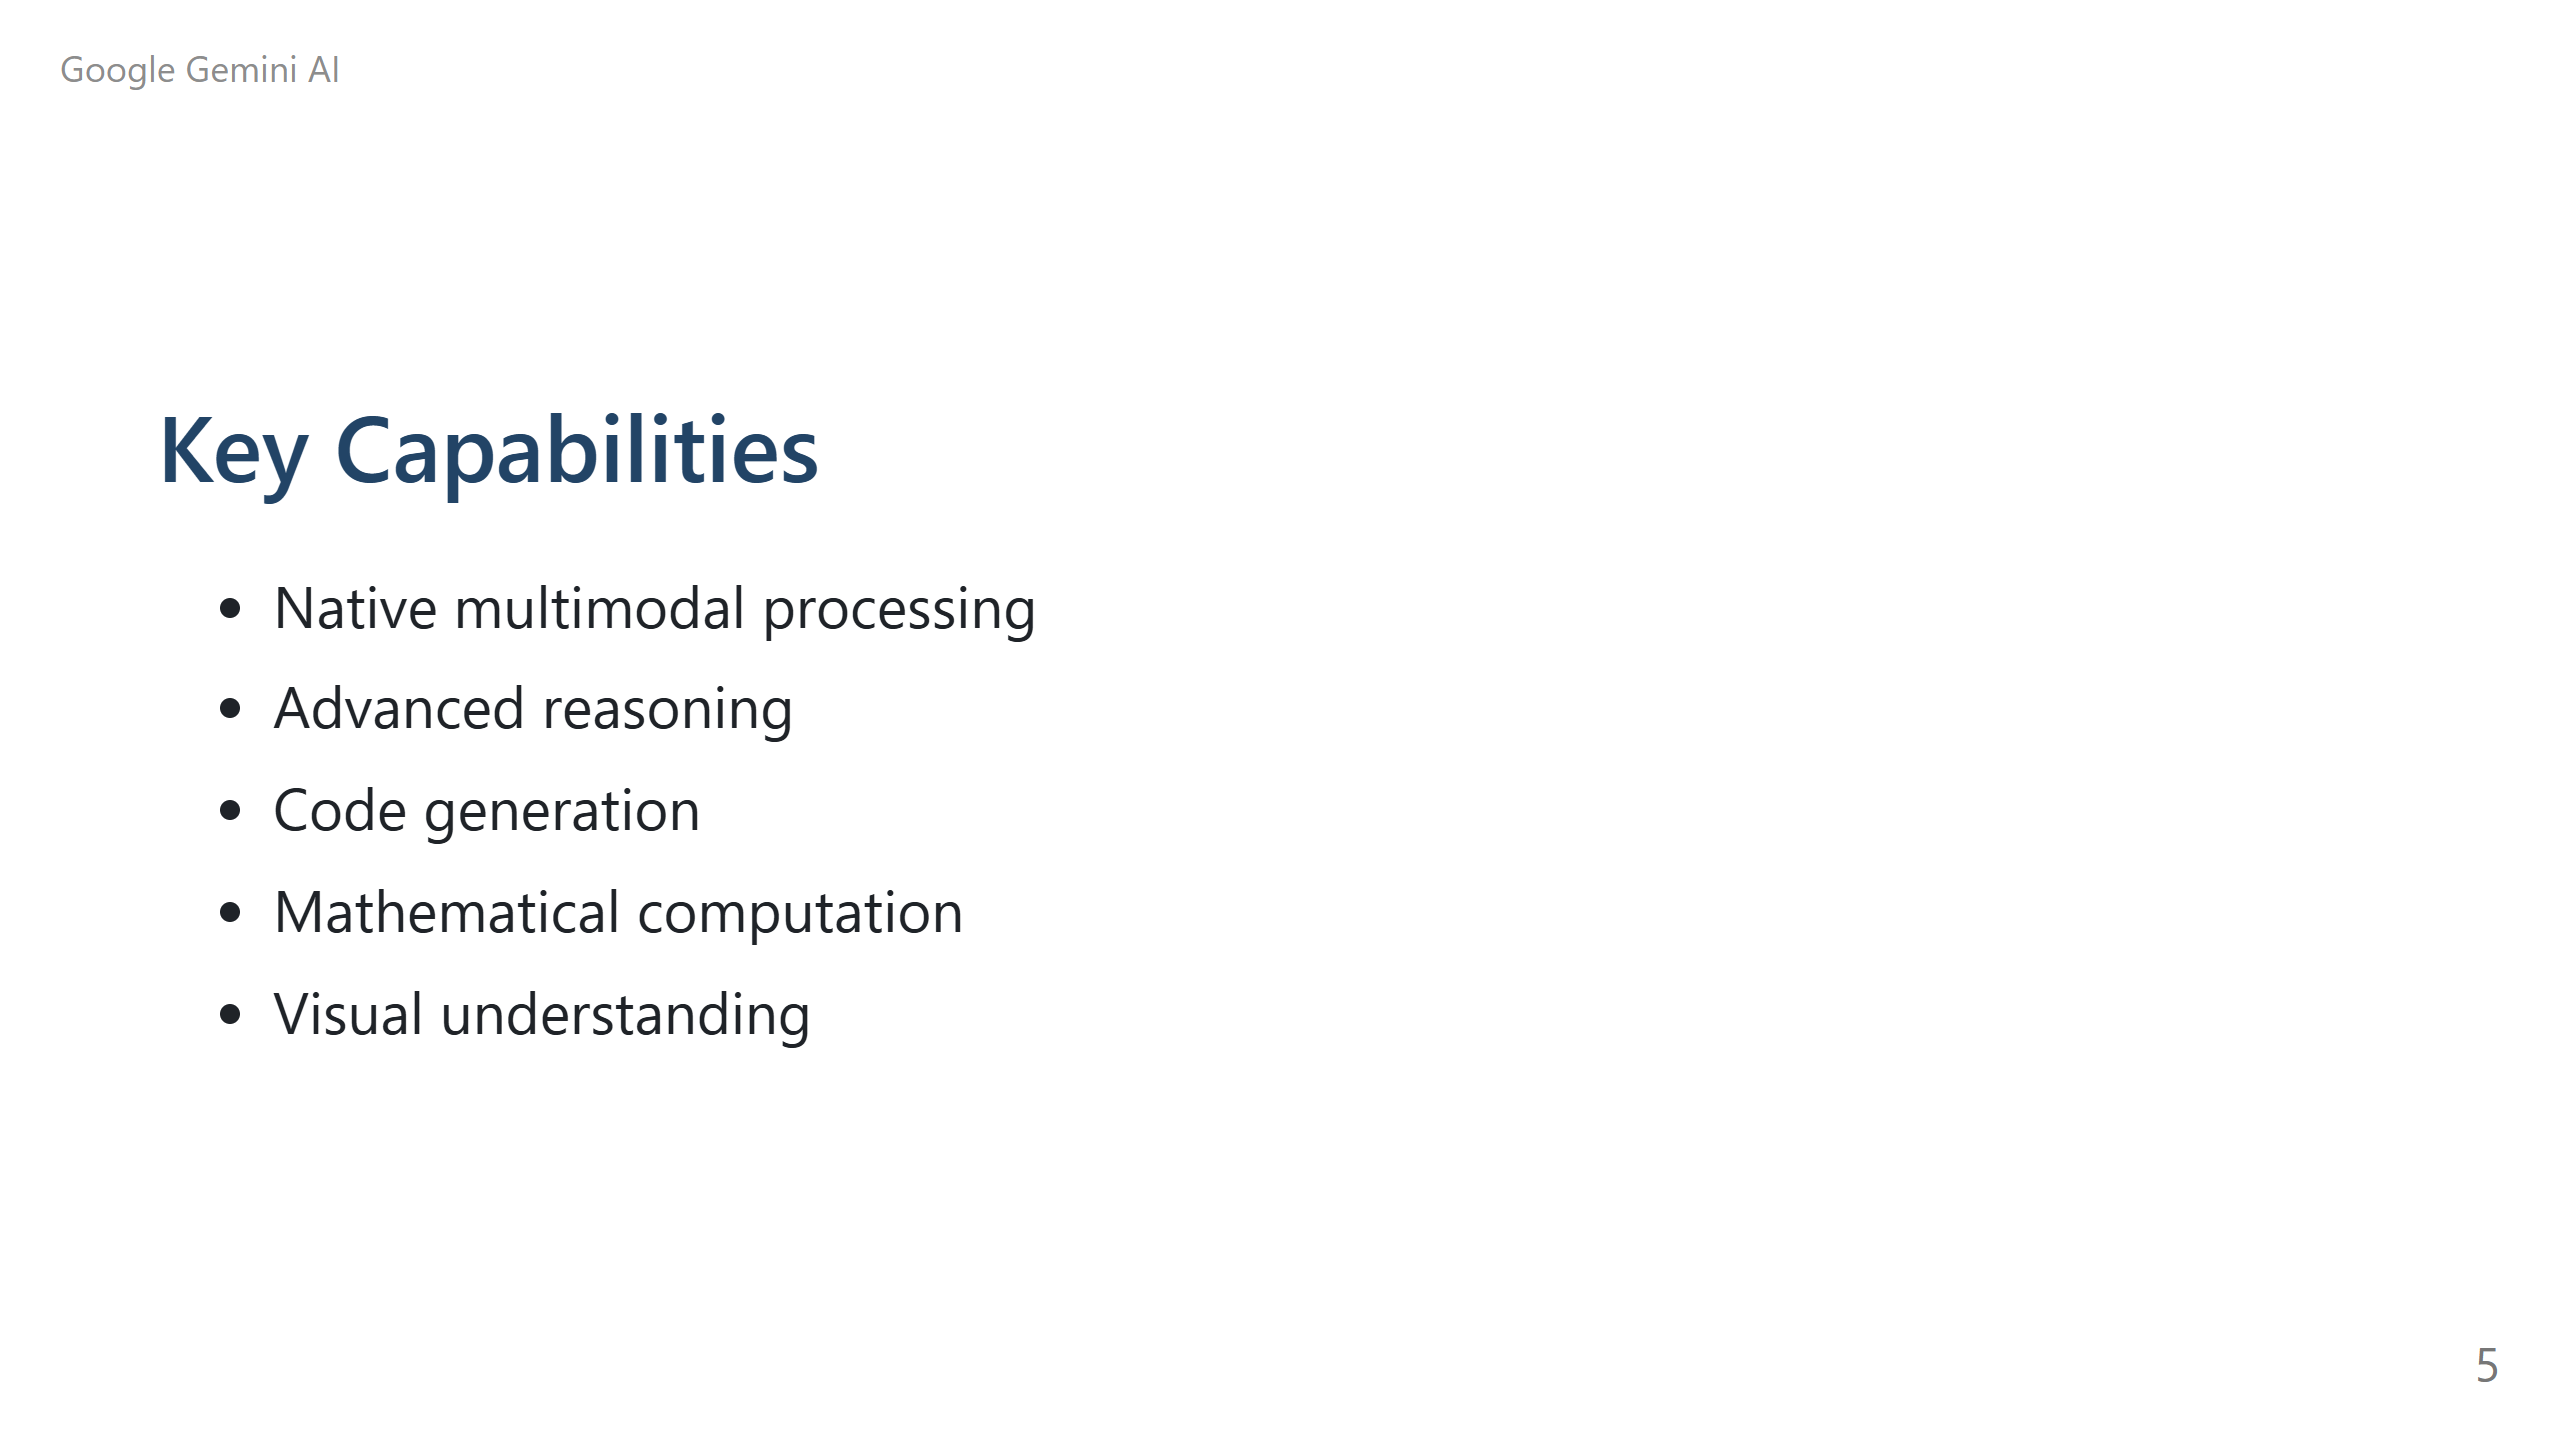 Google Gemini AI
Key Capabilities
• Native multimodal processing
• Advanced reasoning
• Code generation
• Mathematical computation
• Visual understanding
5